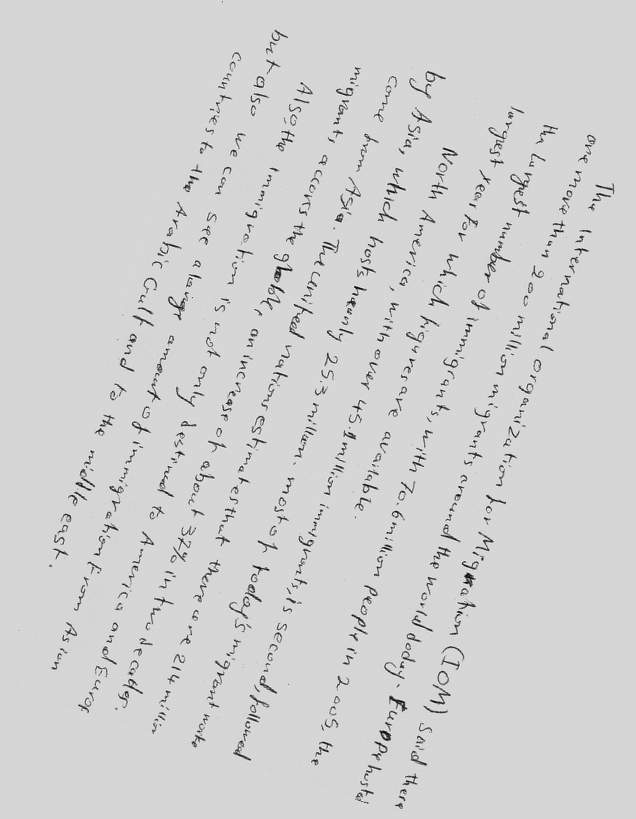 The international organization for Migration (IOM) said there
are more than 200 million migrants around the world doday. Europe hosted
the largest number of immigrants, with 70.6 million people in 2005, the
largest year for which figures are available.
North America, with over 45.1 million immigrants, is second, followed
by Asia, which hosts nearly 25.3 million. most of today's migrant work
come from Asia. The United nations estimates that there are 214 million
migrants accross the globle, an increase of about 37% in two decades.
Also, the immigration is not only destined to America and Europ
but also we can see a large amount of immigration from Asian
countries to the Arabic Gulf and to the middle east.